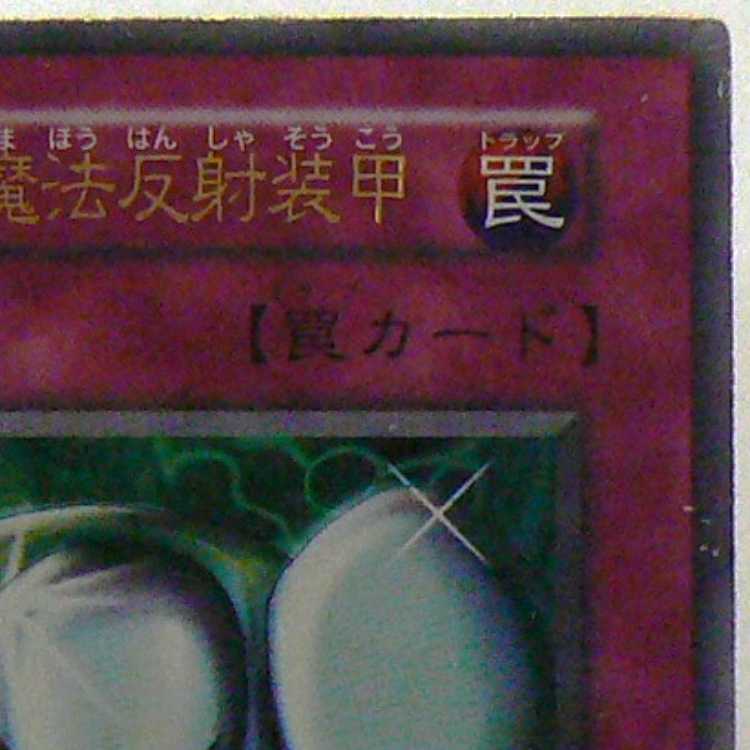 ま ほう はん しゃ そう こう トラップ
魔法反射装甲 罠
【罠カード】